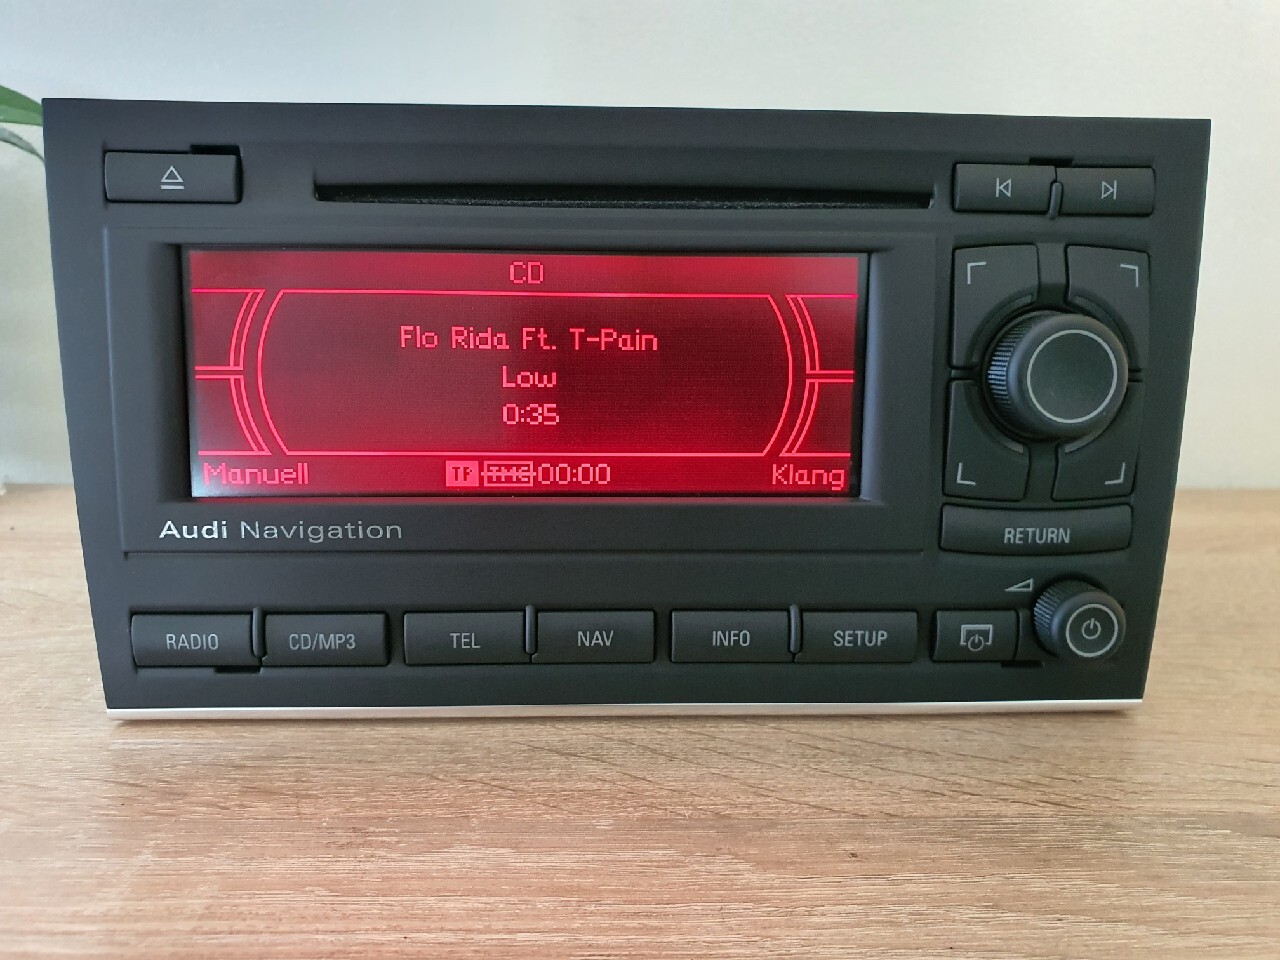 CD
Flo Rida Ft. T-Pain
Low
0:35
Manuell TP TMC 00:00 Klang
Audi Navigation
RETURN
RADIO CD/MP3 TEL NAV INFO SETUP